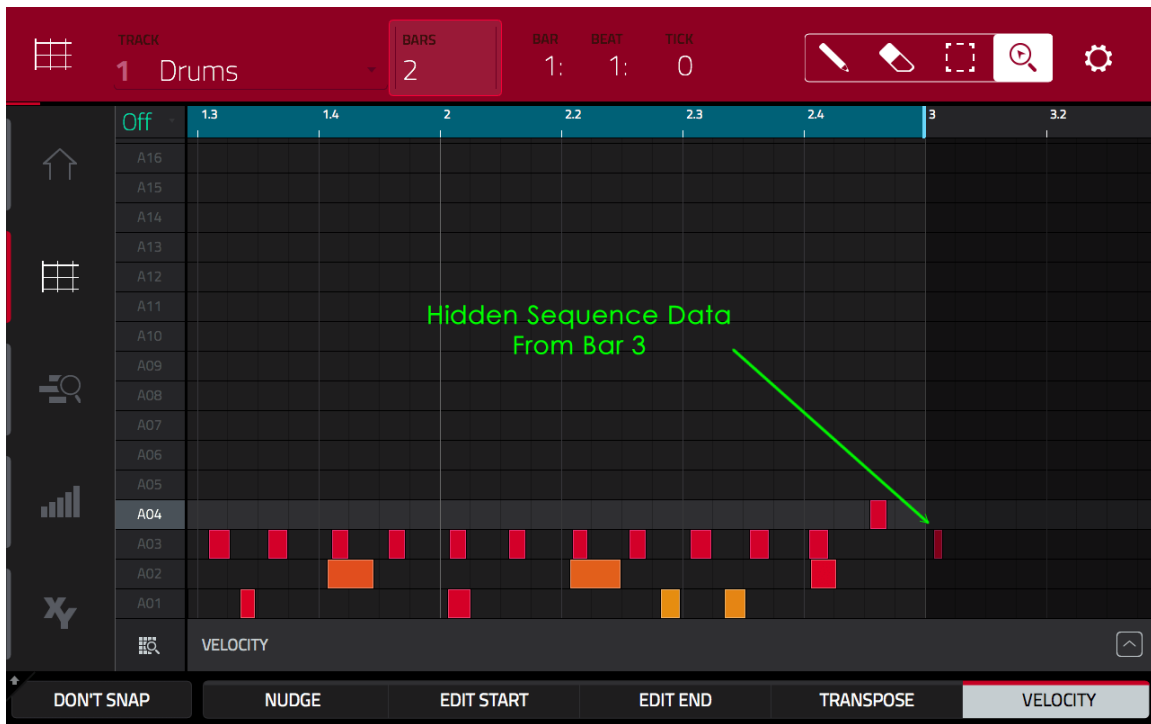 TRACK
1 Drums
BARS
2
BAR BEAT TICK
1: 1: 0
Off
1.3 1.4 2 2.2 2.3 2.4 3 3.2
A16
A15
A14
A13
A12
A11
A10
A09
A08
A07
A06
A05
A04
A03
A02
A01
Hidden Sequence Data
From Bar 3
XY
VELOCITY
DON'T SNAP NUDGE EDIT START EDIT END TRANSPOSE VELOCITY